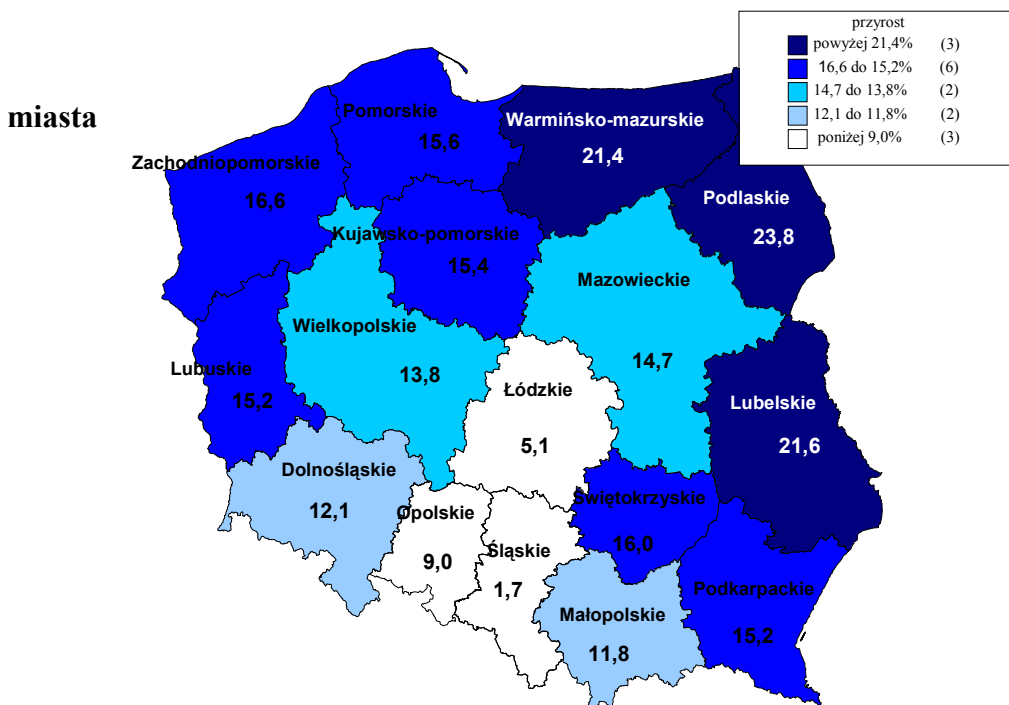 przyrost
powyżej 21,4% (3)
16,6 do 15,2% (6)
14,7 do 13,8% (2)
12,1 do 11,8% (2)
poniżej 9,0% (3)
miasta
Pomorskie
15,6
Warmińsko-mazurskie
21,4
Zachodniopomorskie
16,6
Podlaskie
23,8
Kujawsko-pomorskie
15,4
Mazowieckie
14,7
Wielkopolskie
13,8
Lubuskie
15,2
Łódzkie
5,1
Lubelskie
21,6
Dolnośląskie
12,1
Opolskie
9,0
Śląskie
1,7
Świętokrzyskie
16,0
Małopolskie
11,8
Podkarpackie
15,2